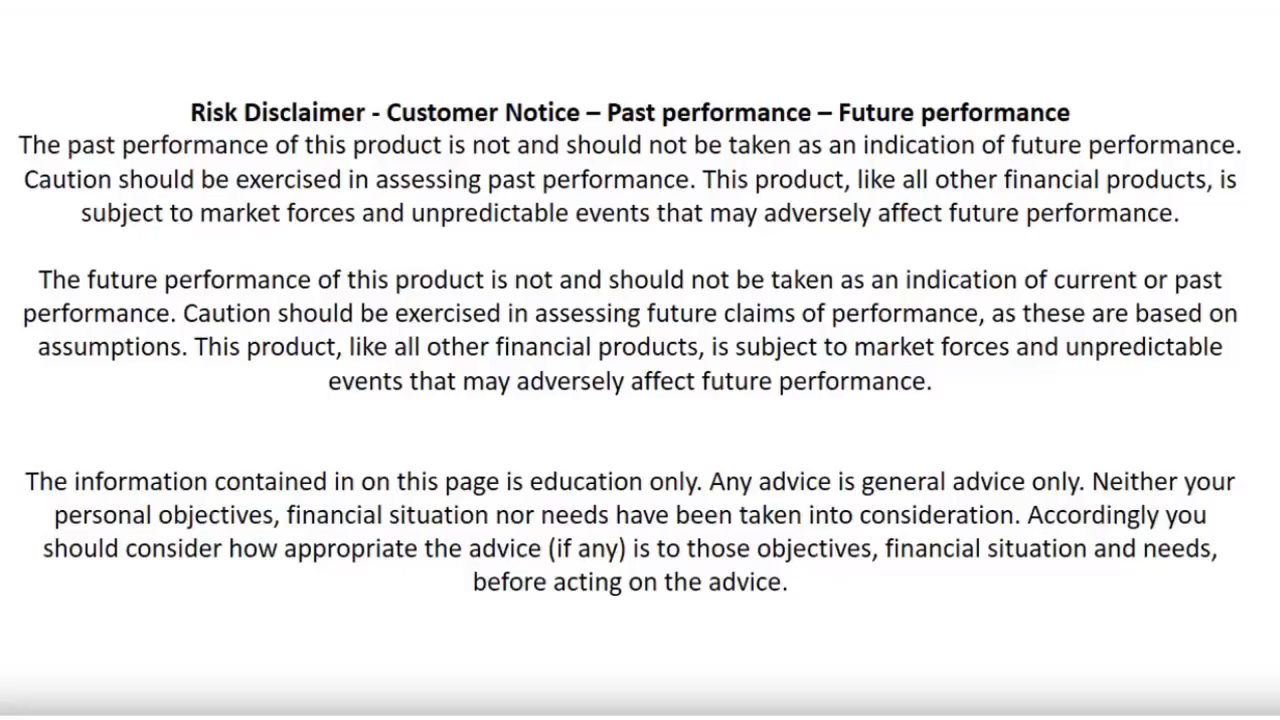 Risk Disclaimer - Customer Notice – Past performance – Future performance
The past performance of this product is not and should not be taken as an indication of future performance.
Caution should be exercised in assessing past performance. This product, like all other financial products, is
subject to market forces and unpredictable events that may adversely affect future performance.
The future performance of this product is not and should not be taken as an indication of current or past
performance. Caution should be exercised in assessing future claims of performance, as these are based on
assumptions. This product, like all other financial products, is subject to market forces and unpredictable
events that may adversely affect future performance.
The information contained in on this page is education only. Any advice is general advice only. Neither your
personal objectives, financial situation nor needs have been taken into consideration. Accordingly you
should consider how appropriate the advice (if any) is to those objectives, financial situation and needs,
before acting on the advice.